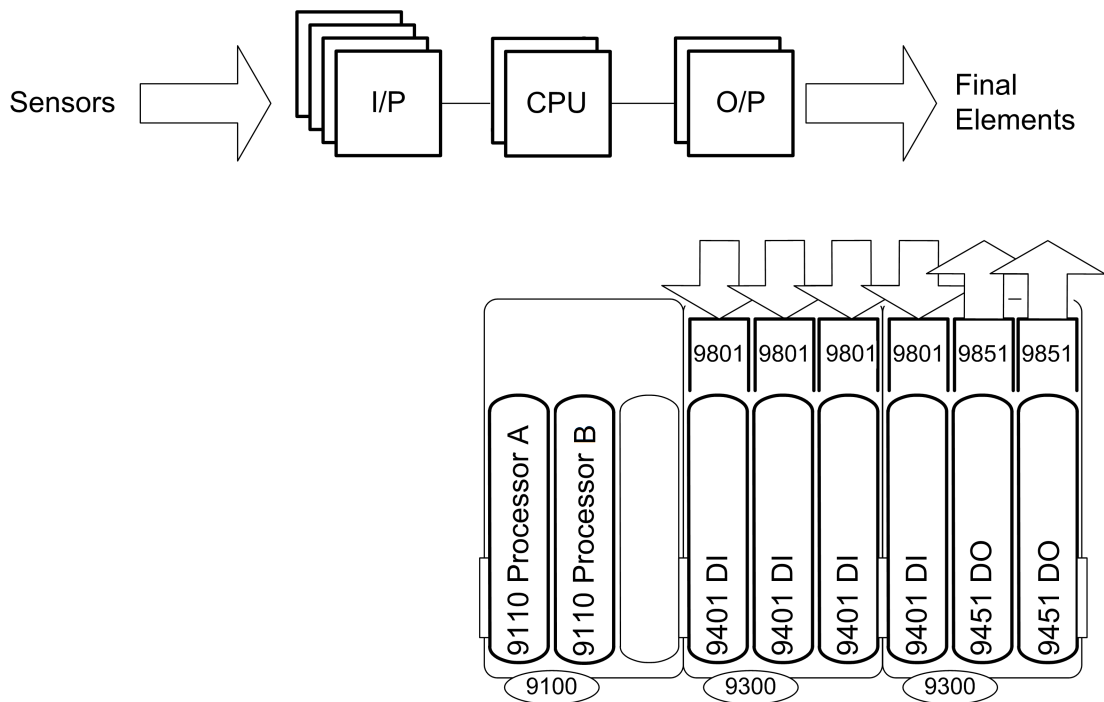 Sensors
I/P
CPU
O/P
Final
Elements
9801
9801
9801
9801
9851
9851
9110 Processor A
9110 Processor B
9401 DI
9401 DI
9401 DI
9401 DI
9451 DO
9451 DO
9100
9300
9300